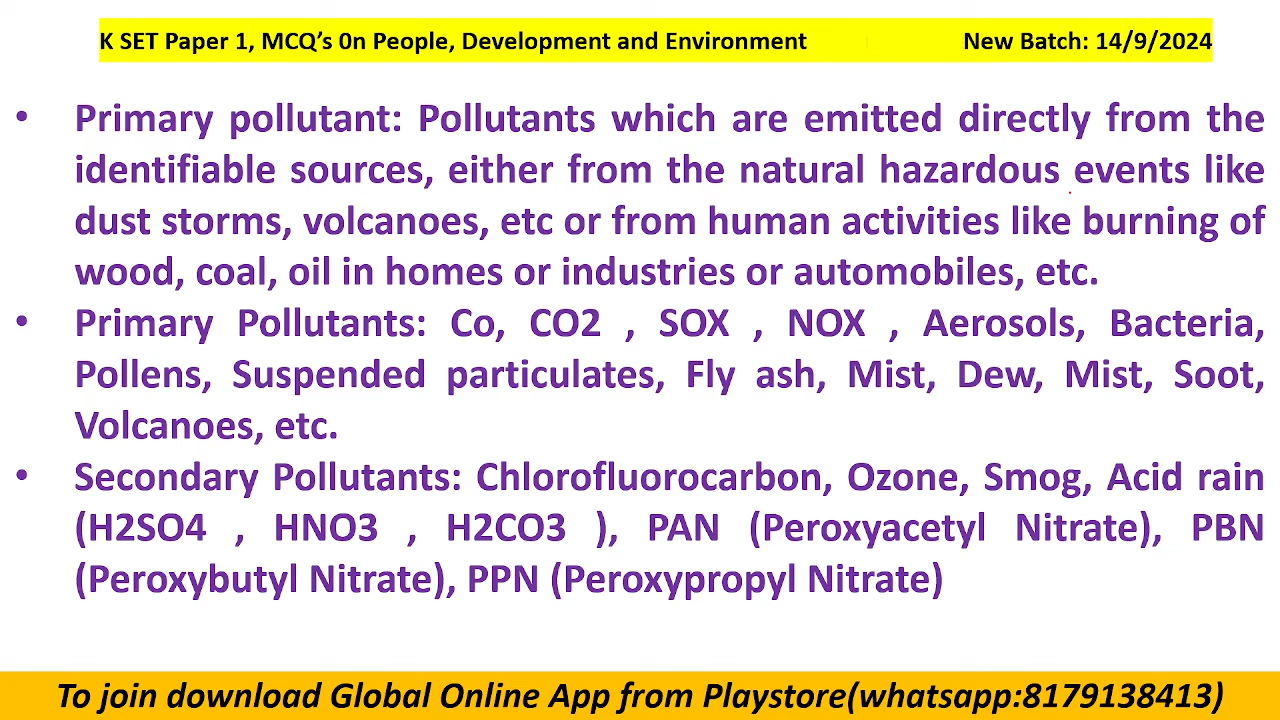 K SET Paper 1, MCQ’s 0n People, Development and Environment New Batch: 14/9/2024
• Primary pollutant: Pollutants which are emitted directly from the
identifiable sources, either from the natural hazardous events like
dust storms, volcanoes, etc or from human activities like burning of
wood, coal, oil in homes or industries or automobiles, etc.
• Primary Pollutants: Co, CO2 , SOX , NOX , Aerosols, Bacteria,
Pollens, Suspended particulates, Fly ash, Mist, Dew, Mist, Soot,
Volcanoes, etc.
• Secondary Pollutants: Chlorofluorocarbon, Ozone, Smog, Acid rain
(H2SO4 , HNO3 , H2CO3 ), PAN (Peroxyacetyl Nitrate), PBN
(Peroxybutyl Nitrate), PPN (Peroxypropyl Nitrate)
To join download Global Online App from Playstore(whatsapp:8179138413)